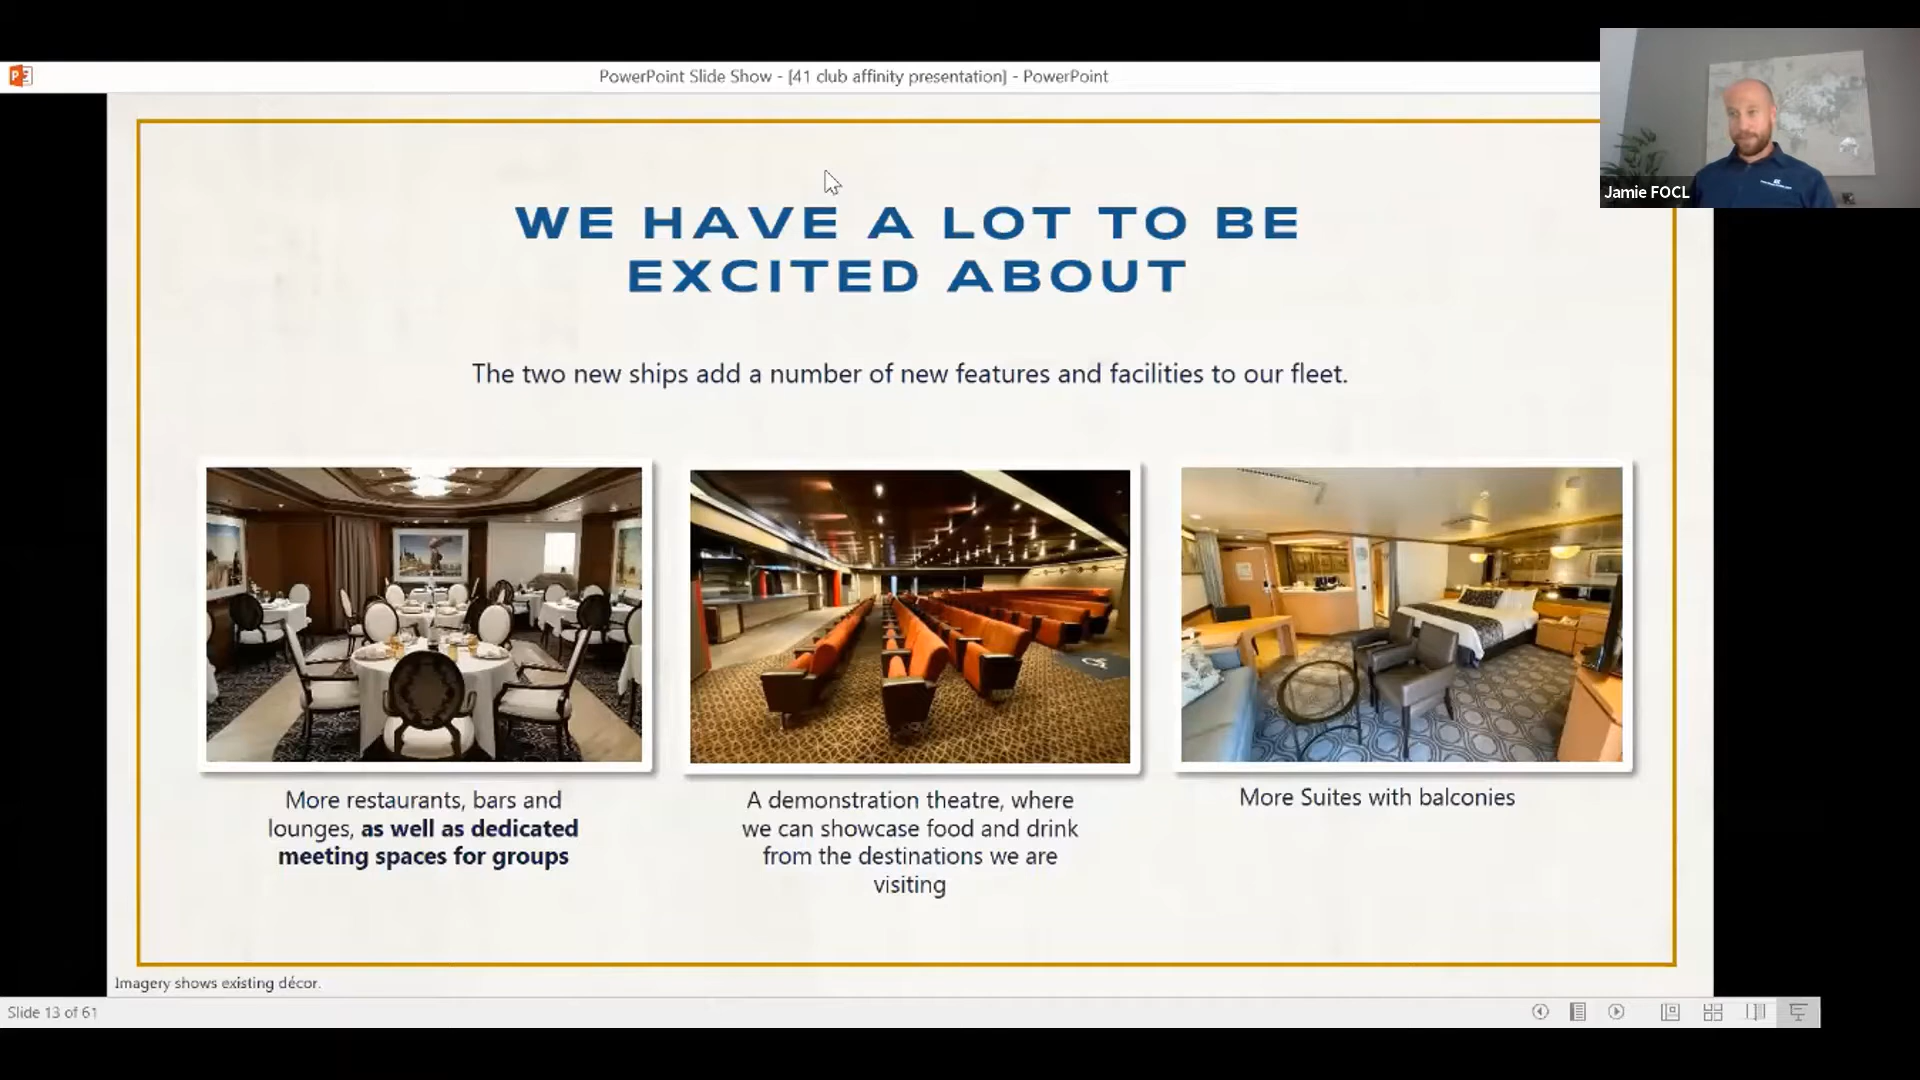 PowerPoint Slide Show - [41 club affinity presentation] - PowerPoint
Jamie FOCL
WE HAVE A LOT TO BE
EXCITED ABOUT
The two new ships add a number of new features and facilities to our fleet.
More restaurants, bars and
lounges, as well as dedicated
meeting spaces for groups
A demonstration theatre, where
we can showcase food and drink
from the destinations we are
visiting
More Suites with balconies
Imagery shows existing décor.
Slide 13 of 61